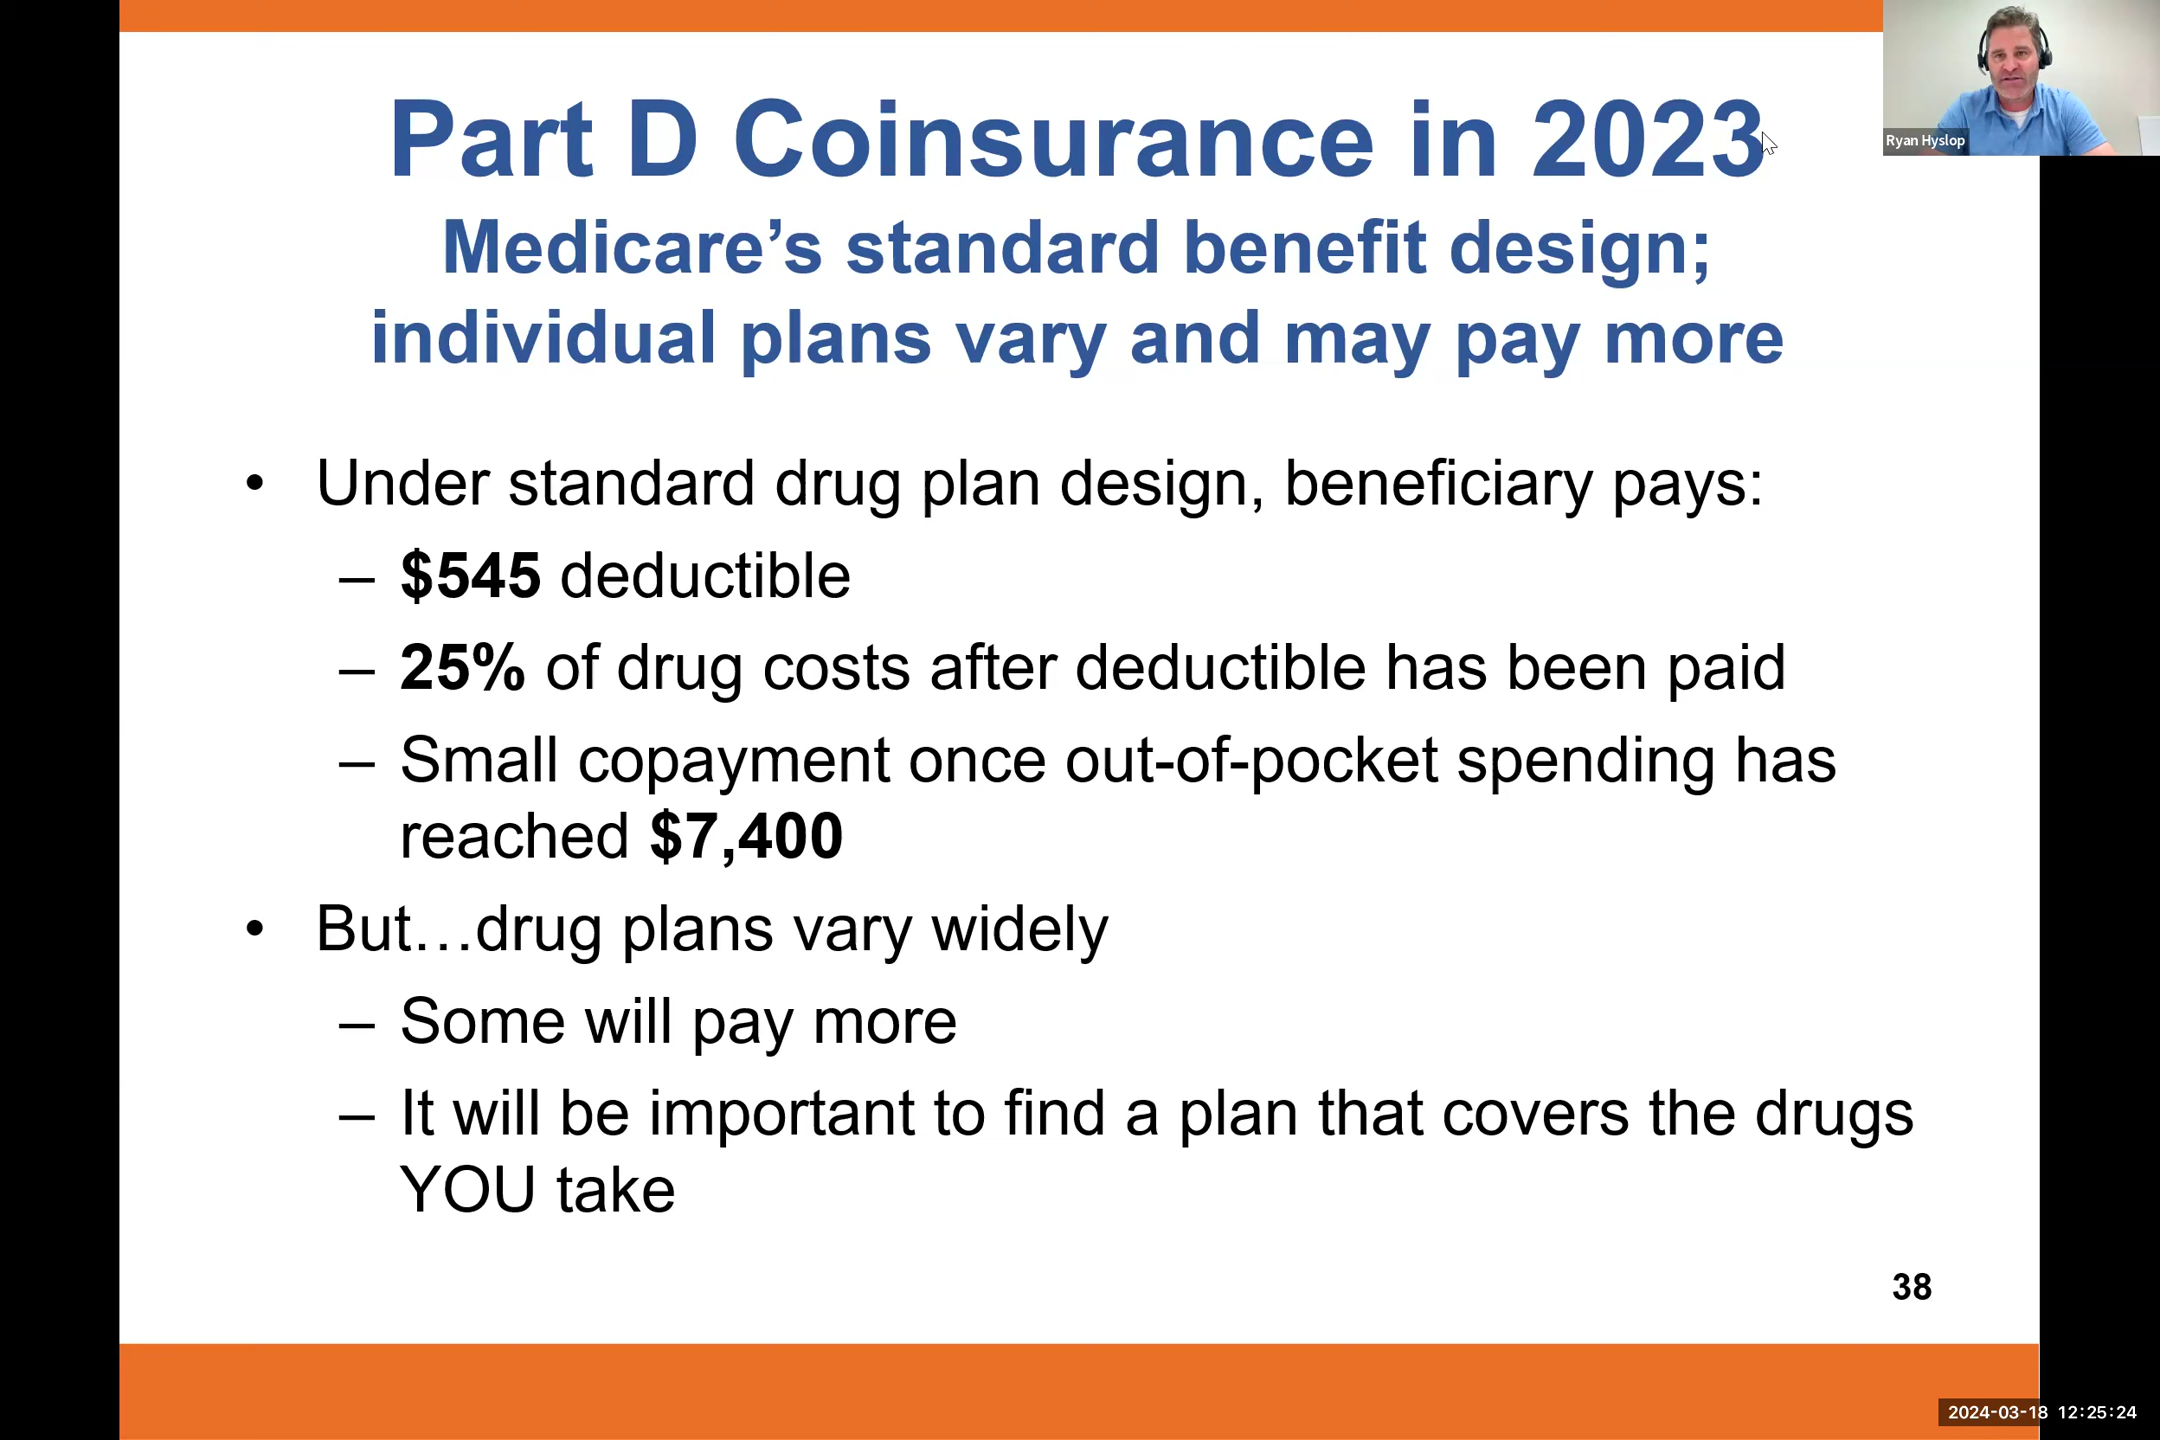 Part D Coinsurance in 2023
Medicare’s standard benefit design;
individual plans vary and may pay more
Ryan Hyslop
• Under standard drug plan design, beneficiary pays:
– $545 deductible
– 25% of drug costs after deductible has been paid
– Small copayment once out-of-pocket spending has
reached $7,400
• But…drug plans vary widely
– Some will pay more
– It will be important to find a plan that covers the drugs
YOU take
38
2024-03-18 12:25:24